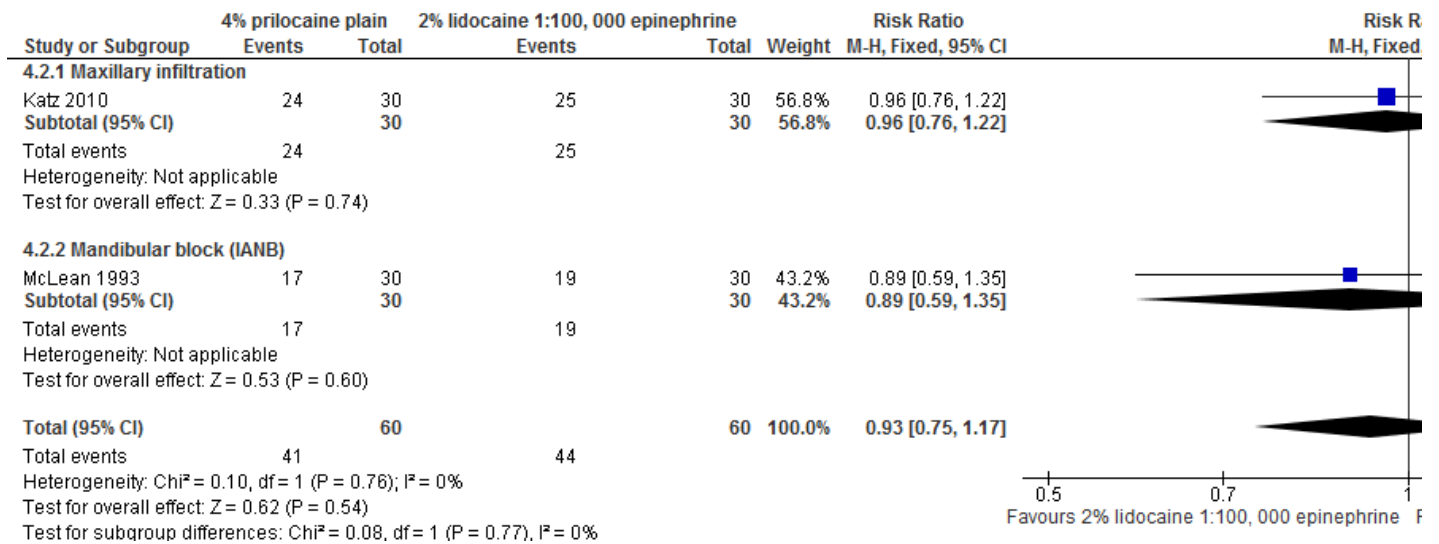 4% prilocaine plain 2% lidocaine 1:100, 000 epinephrine Risk Ratio Risk R
Study or Subgroup Events Total Events Total Weight M-H, Fixed, 95% CI M-H, Fixed,
4.2.1 Maxillary infiltration
Katz 2010 24 30 25 30 56.8% 0.96 [0.76, 1.22]
Subtotal (95% CI) 30 30 56.8% 0.96 [0.76, 1.22]
Total events 24 25
Heterogeneity: Not applicable
Test for overall effect: Z = 0.33 (P = 0.74)
4.2.2 Mandibular block (IANB)
McLean 1993 17 30 19 30 43.2% 0.89 [0.59, 1.35]
Subtotal (95% CI) 30 30 43.2% 0.89 [0.59, 1.35]
Total events 17 19
Heterogeneity: Not applicable
Test for overall effect: Z = 0.53 (P = 0.60)
Total (95% CI) 60 60 100.0% 0.93 [0.75, 1.17]
Total events 41 44
Heterogeneity: Chi² = 0.10, df = 1 (P = 0.76); I² = 0%
Test for overall effect: Z = 0.62 (P = 0.54)
Test for subgroup differences: Chi² = 0.08, df = 1 (P = 0.77), I² = 0%
0.5 0.7 1
Favours 2% lidocaine 1:100, 000 epinephrine F